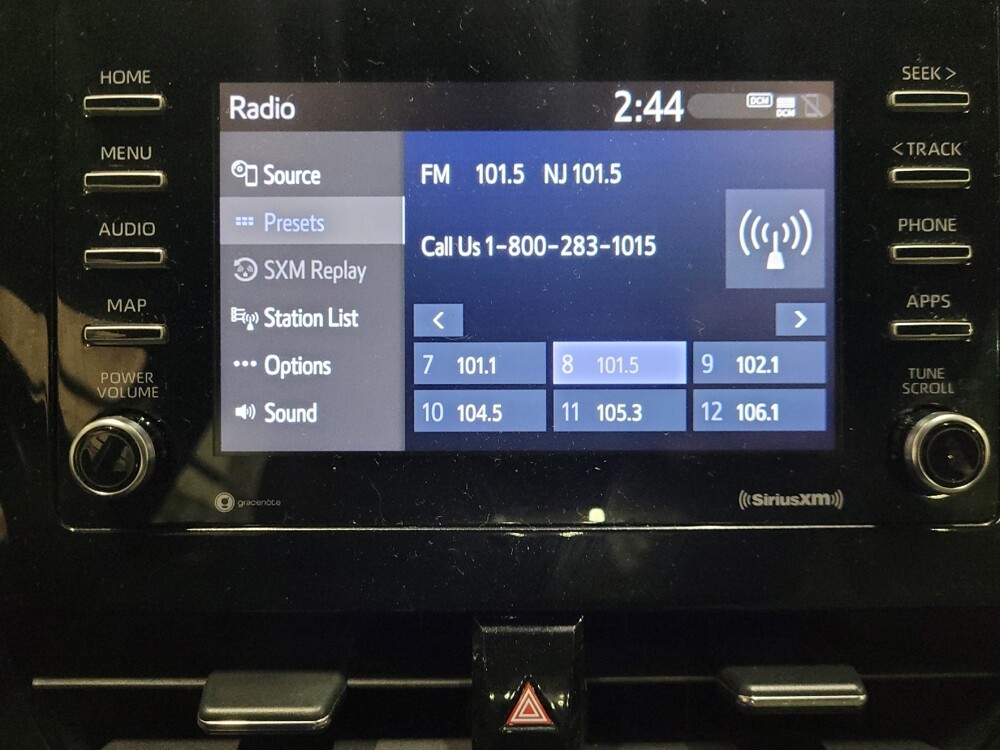 HOME
MENU
AUDIO
MAP
POWER
VOLUME
Radio
2:44
DCM
DCM
Source
Presets
SXM Replay
Station List
Options
Sound
FM 101.5 NJ 101.5
Call Us 1-800-283-1015
< >
7 101.1 8 101.5 9 102.1
10 104.5 11 105.3 12 106.1
SEEK >
< TRACK
PHONE
APPS
TUNE
SCROLL
gracenote
SiriusXM